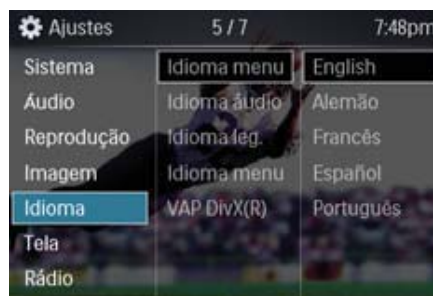 Ajustes 5 / 7 7:48pm
Sistema Idioma menu English
Áudio Idioma áudio Alemão
Reprodução Idioma leg. Francês
Imagem Idioma menu Español
Idioma VAP DivX(R) Português
Tela
Rádio